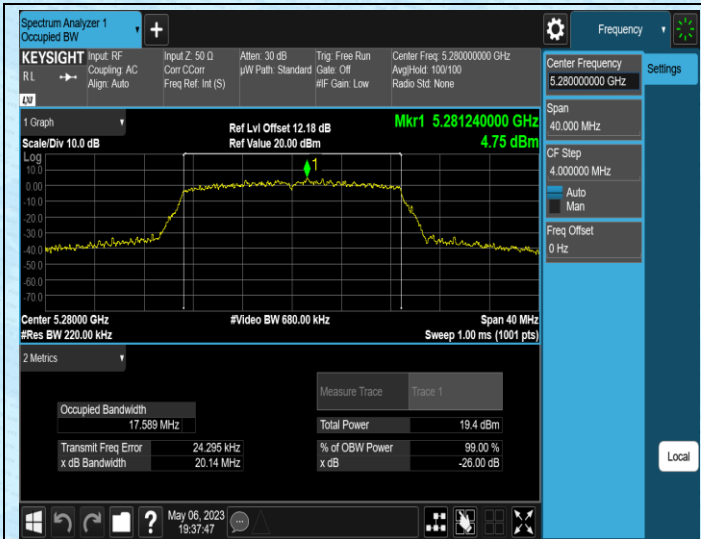 Spectrum Analyzer 1
Occupied BW
Frequency
KEYSIGHT
Input: RF
Coupling: AC
Align: Auto
Input Z: 50 Ω
Corr CCorr
Freq Ref: Int (S)
Atten: 30 dB
µW Path: Standard
Trig: Free Run
Gate: Off
#IF Gain: Low
Center Freq: 5.280000000 GHz
Avg|Hold: 100/100
Radio Std: None
R L
LXI
Center Frequency
5.280000000 GHz
Settings
Span
40.000 MHz
CF Step
4.000000 MHz
Auto
Man
Freq Offset
0 Hz
Local
1 Graph
Scale/Div 10.0 dB
Ref Lvl Offset 12.18 dB
Ref Value 20.00 dBm
Mkr1 5.281240000 GHz
4.75 dBm
Log
10.0
0.00
-10.0
-20.0
-30.0
-40.0
-50.0
-60.0
-70.0
1
Center 5.28000 GHz
#Res BW 220.00 kHz
#Video BW 680.00 kHz
Span 40 MHz
Sweep 1.00 ms (1001 pts)
2 Metrics
Measure Trace
Trace 1
Occupied Bandwidth
17.589 MHz
Total Power
19.4 dBm
Transmit Freq Error
24.295 kHz
% of OBW Power
99.00 %
x dB Bandwidth
20.14 MHz
x dB
-26.00 dB
May 06, 2023
19:37:47